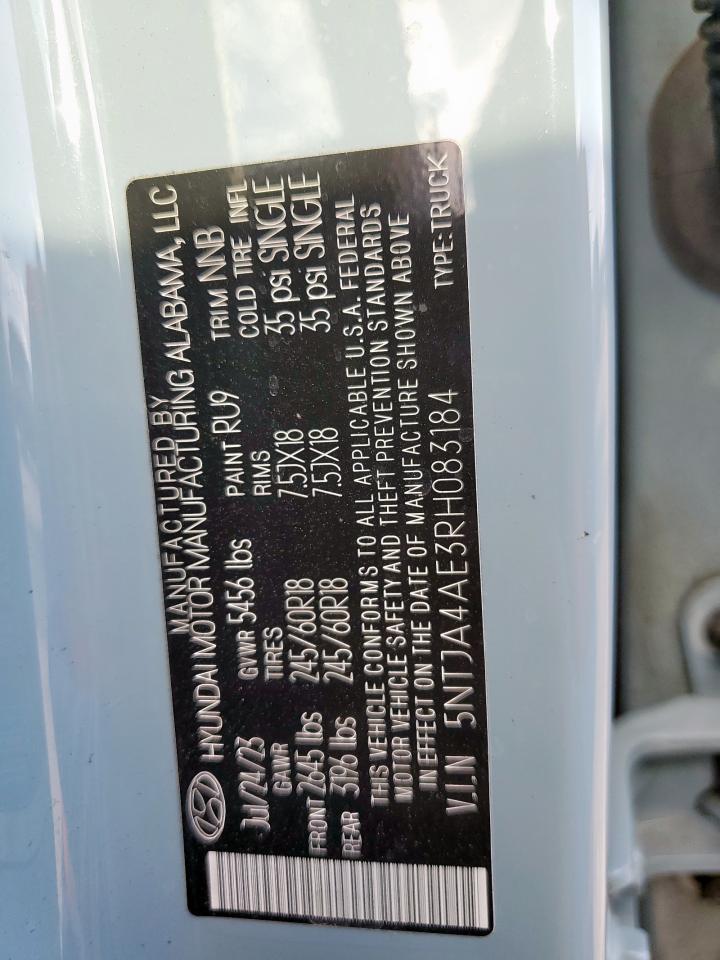 MANUFACTURED BY
HYUNDAI MOTOR MANUFACTURING ALABAMA, LLC
Jul/24/23 GVWR 5456 lbs PAINT RU9 TRIM NNB
GAWR TIRES RIMS COLD TIRE INFL
FRONT 2645 lbs 245/60R18 7.5JX18 35 psi SINGLE
REAR 3196 lbs 245/60R18 7.5JX18 35 psi SINGLE
THIS VEHICLE CONFORMS TO ALL APPLICABLE U.S.A. FEDERAL
MOTOR VEHICLE SAFETY AND THEFT PREVENTION STANDARDS
IN EFFECT ON THE DATE OF MANUFACTURE SHOWN ABOVE
V.I.N 5NTJA4AE3RH083184 TYPE:TRUCK